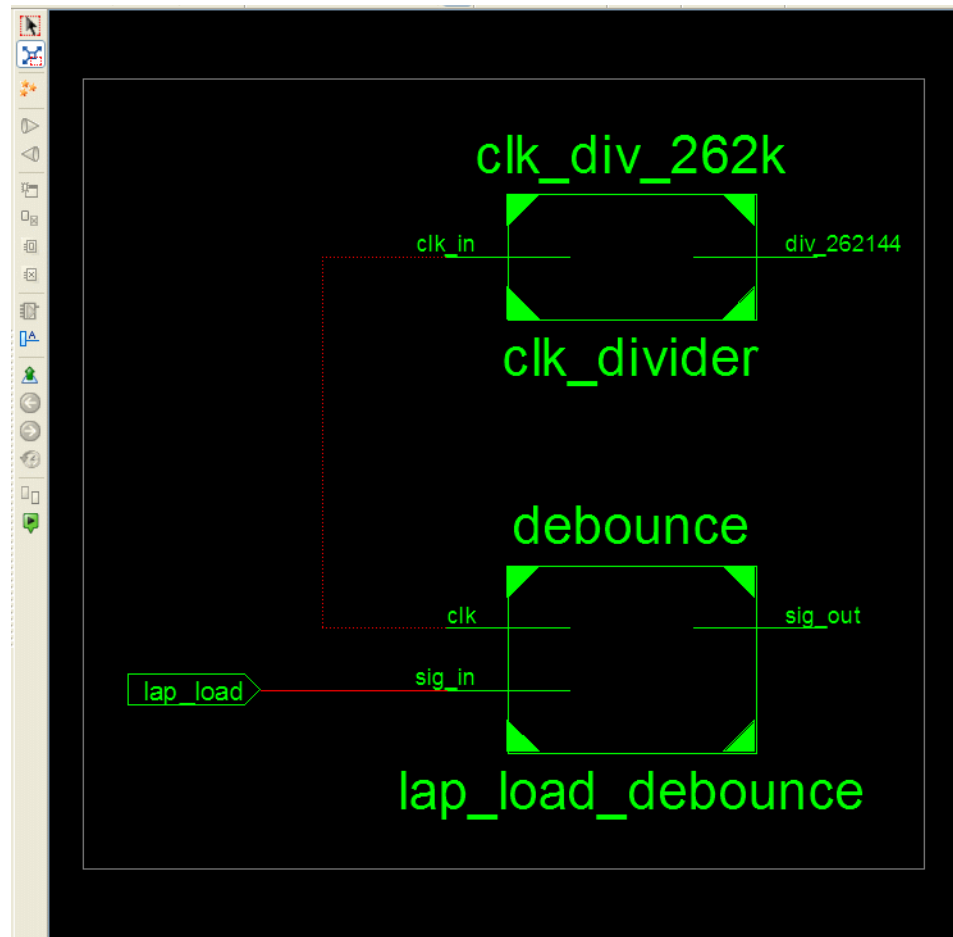 clk_div_262k
clk_in
div_262144
clk_divider
debounce
clk
sig_out
sig_in
lap_load
lap_load_debounce